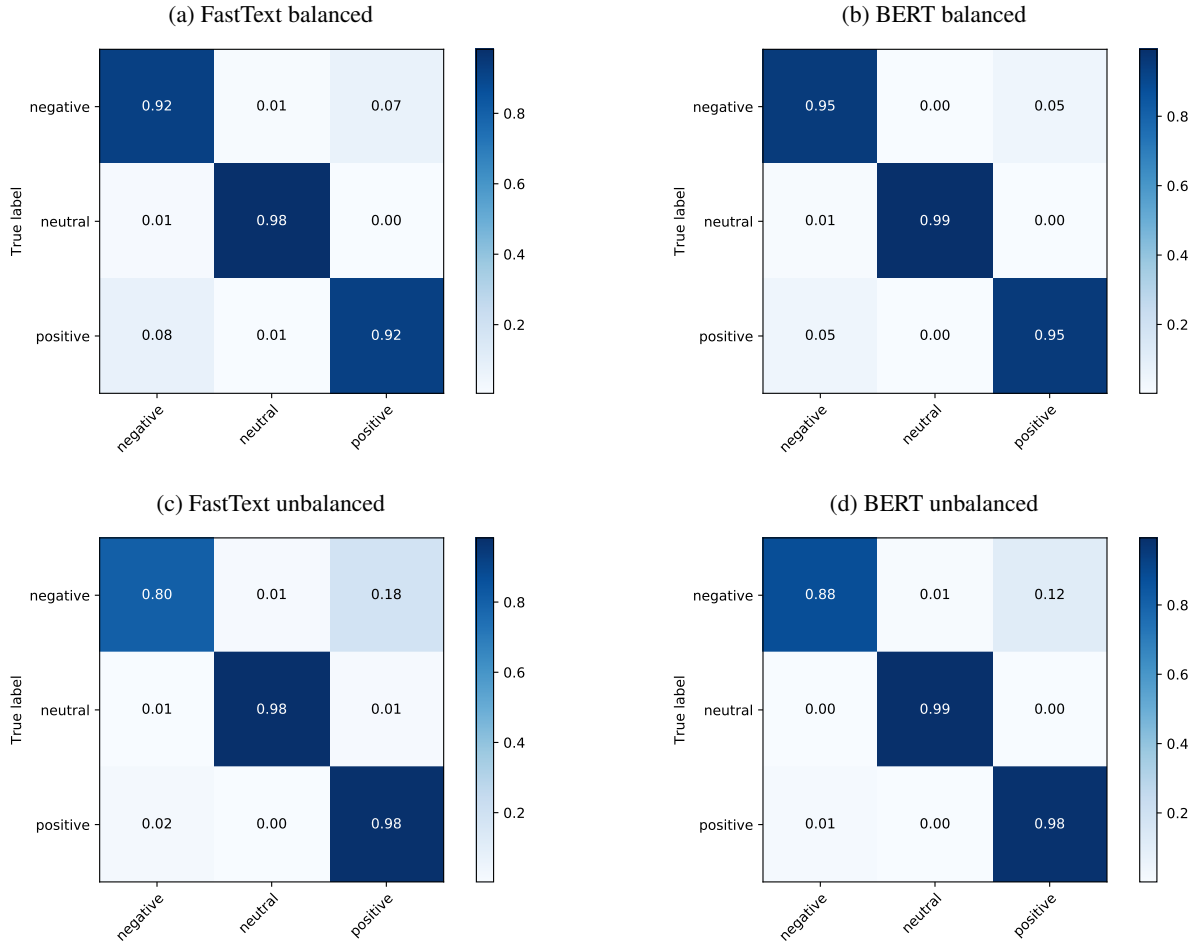 (a) FastText balanced
True label
negative
0.92 0.01 0.07
neutral
0.01 0.98 0.00
positive
0.08 0.01 0.92
negative neutral positive
0.8
0.6
0.4
0.2
(b) BERT balanced
True label
negative
0.95 0.00 0.05
neutral
0.01 0.99 0.00
positive
0.05 0.00 0.95
negative neutral positive
0.8
0.6
0.4
0.2
(c) FastText unbalanced
True label
negative
0.80 0.01 0.18
neutral
0.01 0.98 0.01
positive
0.02 0.00 0.98
negative neutral positive
0.8
0.6
0.4
0.2
(d) BERT unbalanced
True label
negative
0.88 0.01 0.12
neutral
0.00 0.99 0.00
positive
0.01 0.00 0.98
negative neutral positive
0.8
0.6
0.4
0.2